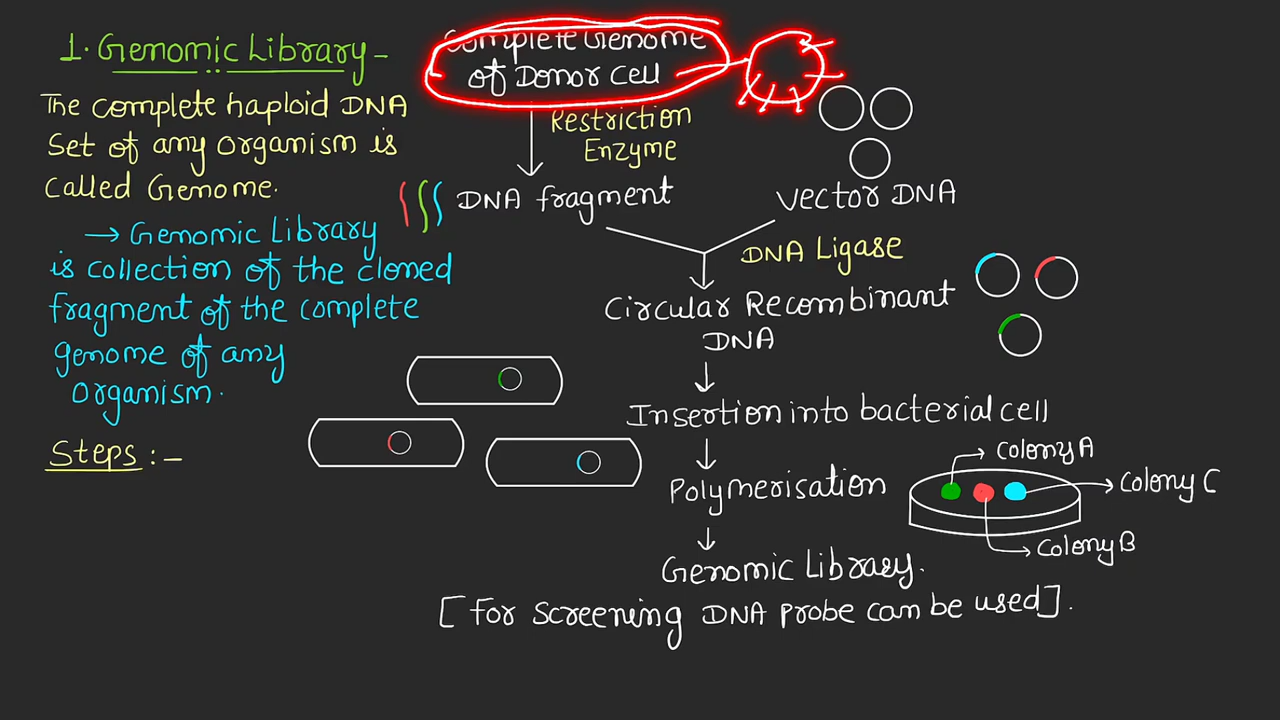 1. Genomic Library -
The complete haploid DNA
Set of any organism is
called Genome.
→ Genomic Library
is collection of the cloned
fragment of the complete
genome of any
organism.
Steps :-
Complete Genome
of Donor cell
Restriction
Enzyme
DNA fragment
Vector DNA
DNA Ligase
Circular Recombinant
DNA
Insertion into bacterial cell
Polymerisation
Colony A
Colony C
Colony B
Genomic Library.
[for screening DNA probe can be used].